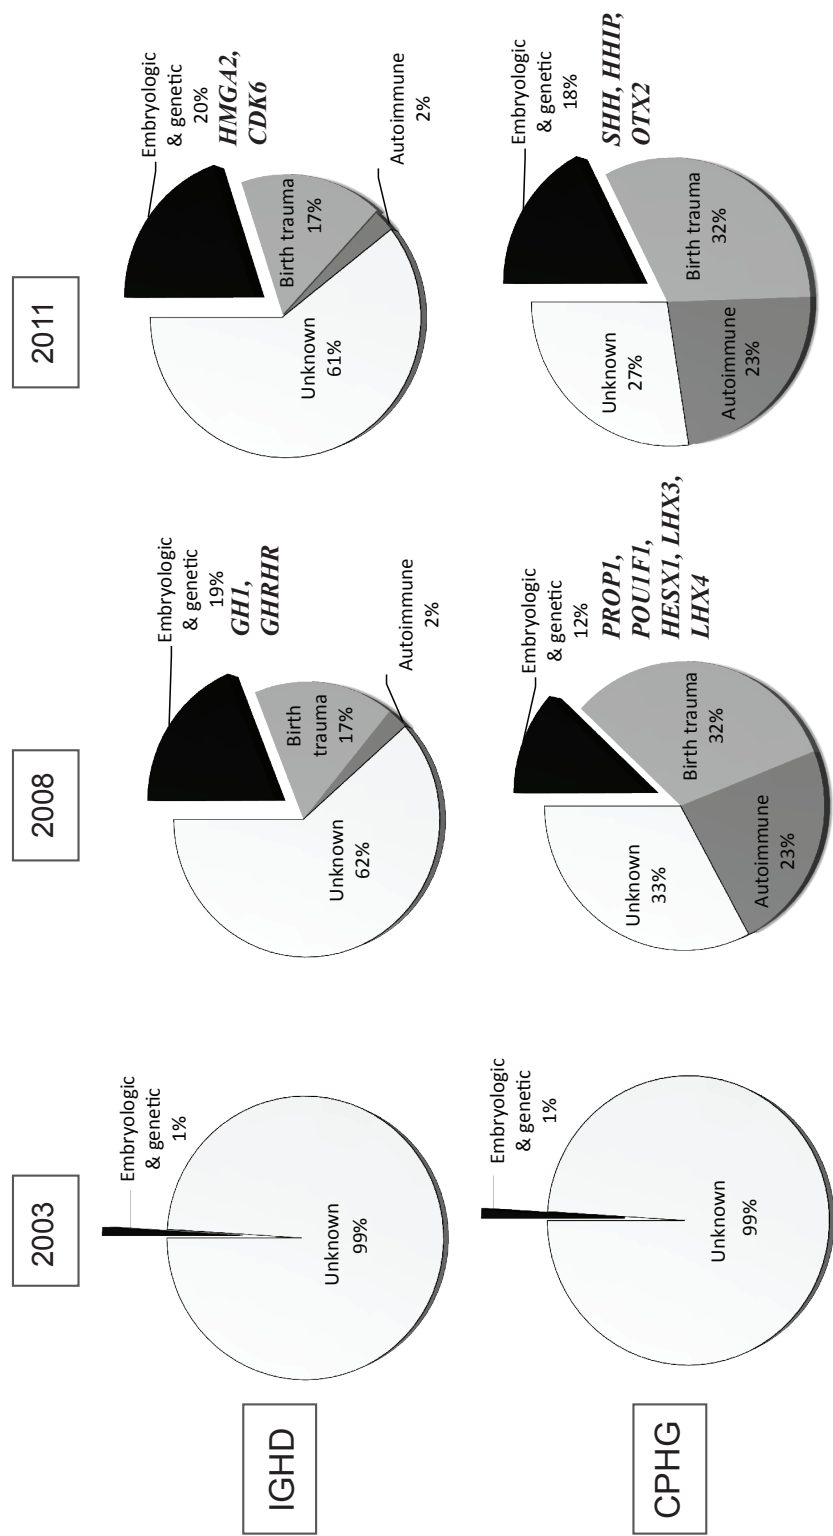 2003
2008
2011
IGHD
Embryologic
& genetic
1%
Unknown
99%
Embryologic
& genetic
19%
GH1,
GHRHR
Birth
trauma
17%
Autoimmune
2%
Unknown
62%
Embryologic
& genetic
20%
HMGA2,
CDK6
Birth trauma
17%
Autoimmune
2%
Unknown
61%
CPHG
Embryologic
& genetic
1%
Unknown
99%
Embryologic
& genetic
12%
PROP1,
POU1F1,
HESX1, LHX3,
LHX4
Birth trauma
32%
Autoimmune
23%
Unknown
33%
Embryologic
& genetic
18%
SHH, HHIP,
OTX2
Birth trauma
32%
Autoimmune
23%
Unknown
27%